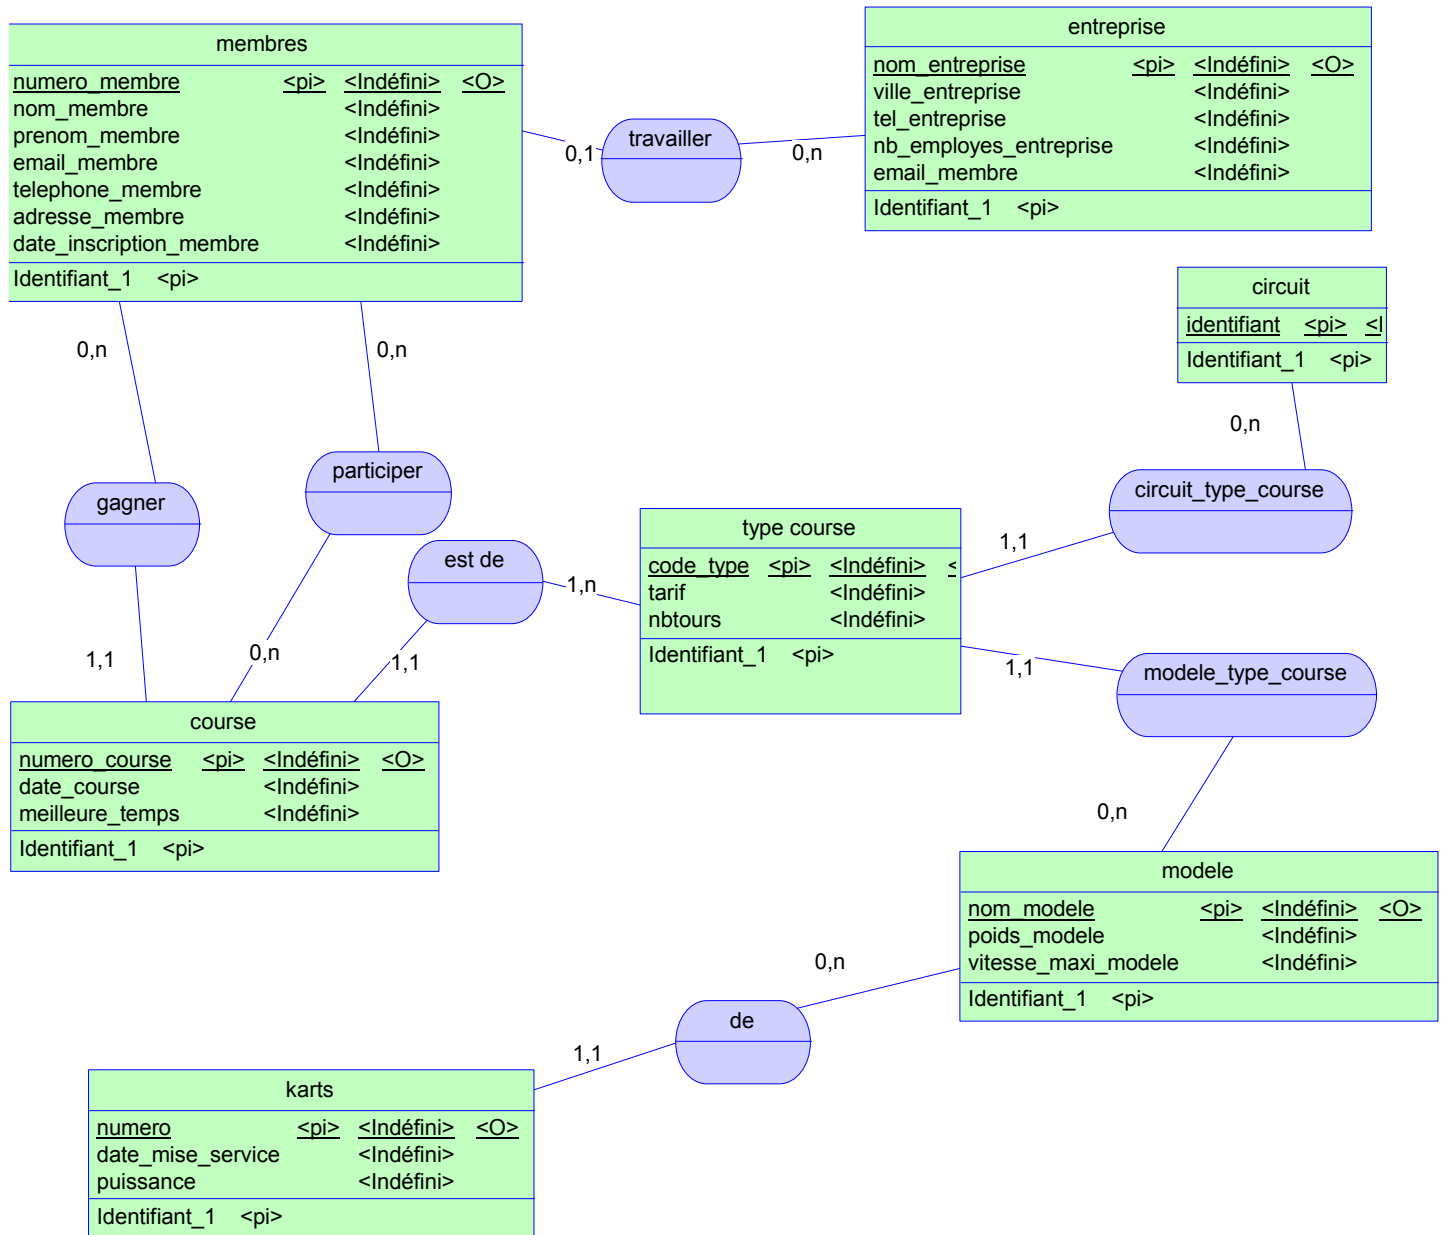 membres
numero_membre <pi> <Indéfini> <O>
nom_membre <Indéfini>
prenom_membre <Indéfini>
email_membre <Indéfini>
telephone_membre <Indéfini>
adresse_membre <Indéfini>
date_inscription_membre <Indéfini>
Identifiant_1 <pi>
0,1
travailler
0,n
entreprise
nom_entreprise <pi> <Indéfini> <O>
ville_entreprise <Indéfini>
tel_entreprise <Indéfini>
nb_employes_entreprise <Indéfini>
email_membre <Indéfini>
Identifiant_1 <pi>
circuit
identifiant <pi> <I
Identifiant_1 <pi>
0,n
0,n
0,n
circuit_type_course
participer
gagner
est de
1,n
type course
code_type <pi> <Indéfini> <
tarif <Indéfini>
nbtours <Indéfini>
Identifiant_1 <pi>
1,1
1,1
modele_type_course
1,1
0,n
1,1
course
numero_course <pi> <Indéfini> <O>
date_course <Indéfini>
meilleure_temps <Indéfini>
Identifiant_1 <pi>
0,n
modele
nom_modele <pi> <Indéfini> <O>
poids_modele <Indéfini>
vitesse_maxi_modele <Indéfini>
Identifiant_1 <pi>
0,n
de
1,1
karts
numero <pi> <Indéfini> <O>
date_mise_service <Indéfini>
puissance <Indéfini>
Identifiant_1 <pi>